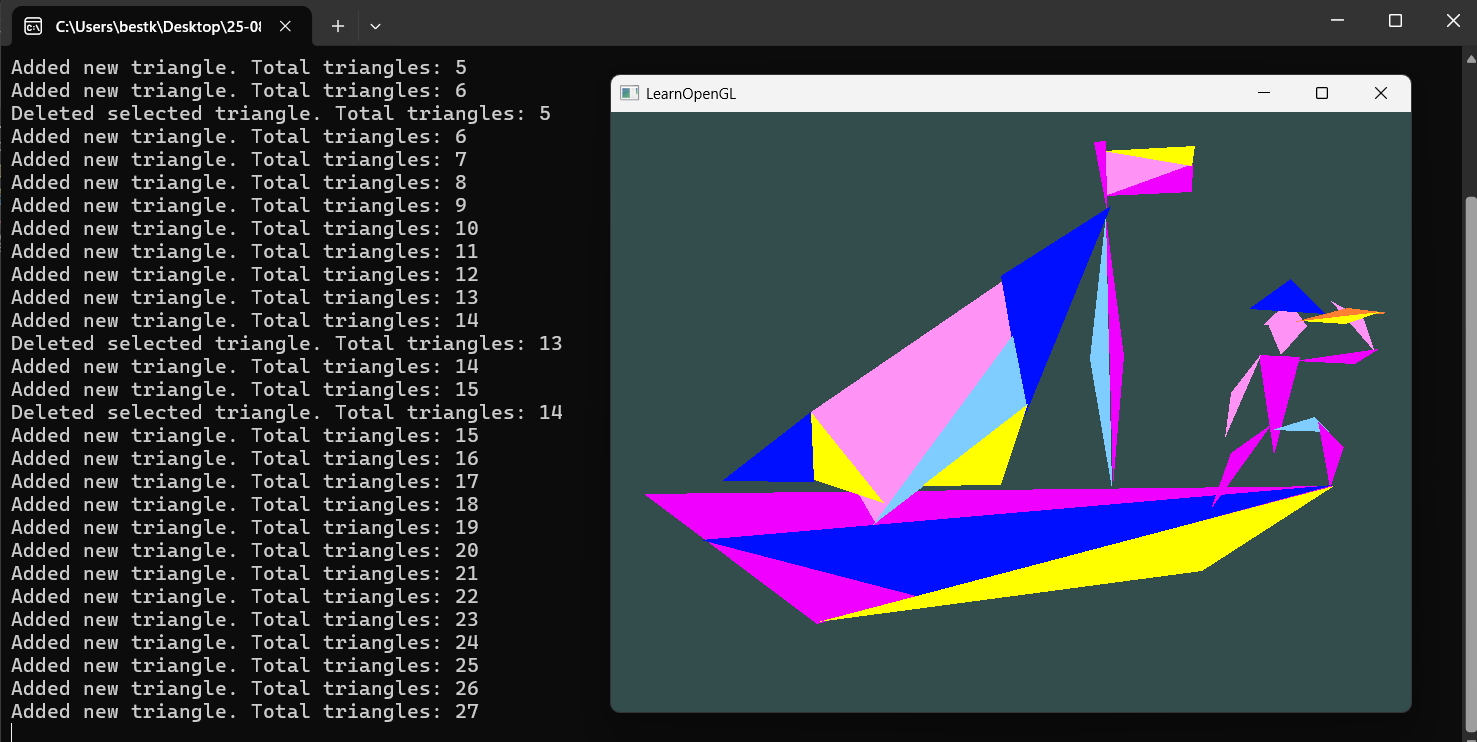 C:\Users\bestk\Desktop\25-08
Added new triangle. Total triangles: 5
Added new triangle. Total triangles: 6
Deleted selected triangle. Total triangles: 5
Added new triangle. Total triangles: 6
Added new triangle. Total triangles: 7
Added new triangle. Total triangles: 8
Added new triangle. Total triangles: 9
Added new triangle. Total triangles: 10
Added new triangle. Total triangles: 11
Added new triangle. Total triangles: 12
Added new triangle. Total triangles: 13
Added new triangle. Total triangles: 14
Deleted selected triangle. Total triangles: 13
Added new triangle. Total triangles: 14
Added new triangle. Total triangles: 15
Deleted selected triangle. Total triangles: 14
Added new triangle. Total triangles: 15
Added new triangle. Total triangles: 16
Added new triangle. Total triangles: 17
Added new triangle. Total triangles: 18
Added new triangle. Total triangles: 19
Added new triangle. Total triangles: 20
Added new triangle. Total triangles: 21
Added new triangle. Total triangles: 22
Added new triangle. Total triangles: 23
Added new triangle. Total triangles: 24
Added new triangle. Total triangles: 25
Added new triangle. Total triangles: 26
Added new triangle. Total triangles: 27
LearnOpenGL